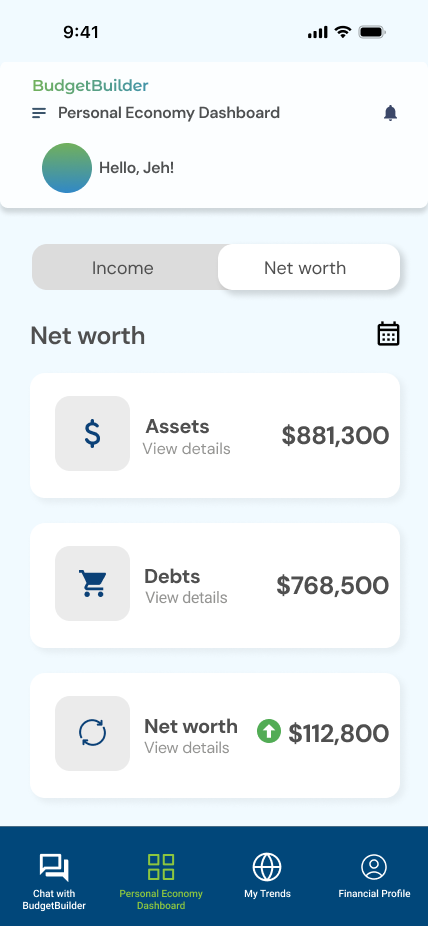 9:41
BudgetBuilder
Personal Economy Dashboard
Hello, Jeh!
Income
Net worth
Net worth
Assets
View details
$881,300
Debts
View details
$768,500
Net worth
View details
$112,800
Chat with
BudgetBuilder
Personal Economy
Dashboard
My Trends
Financial Profile